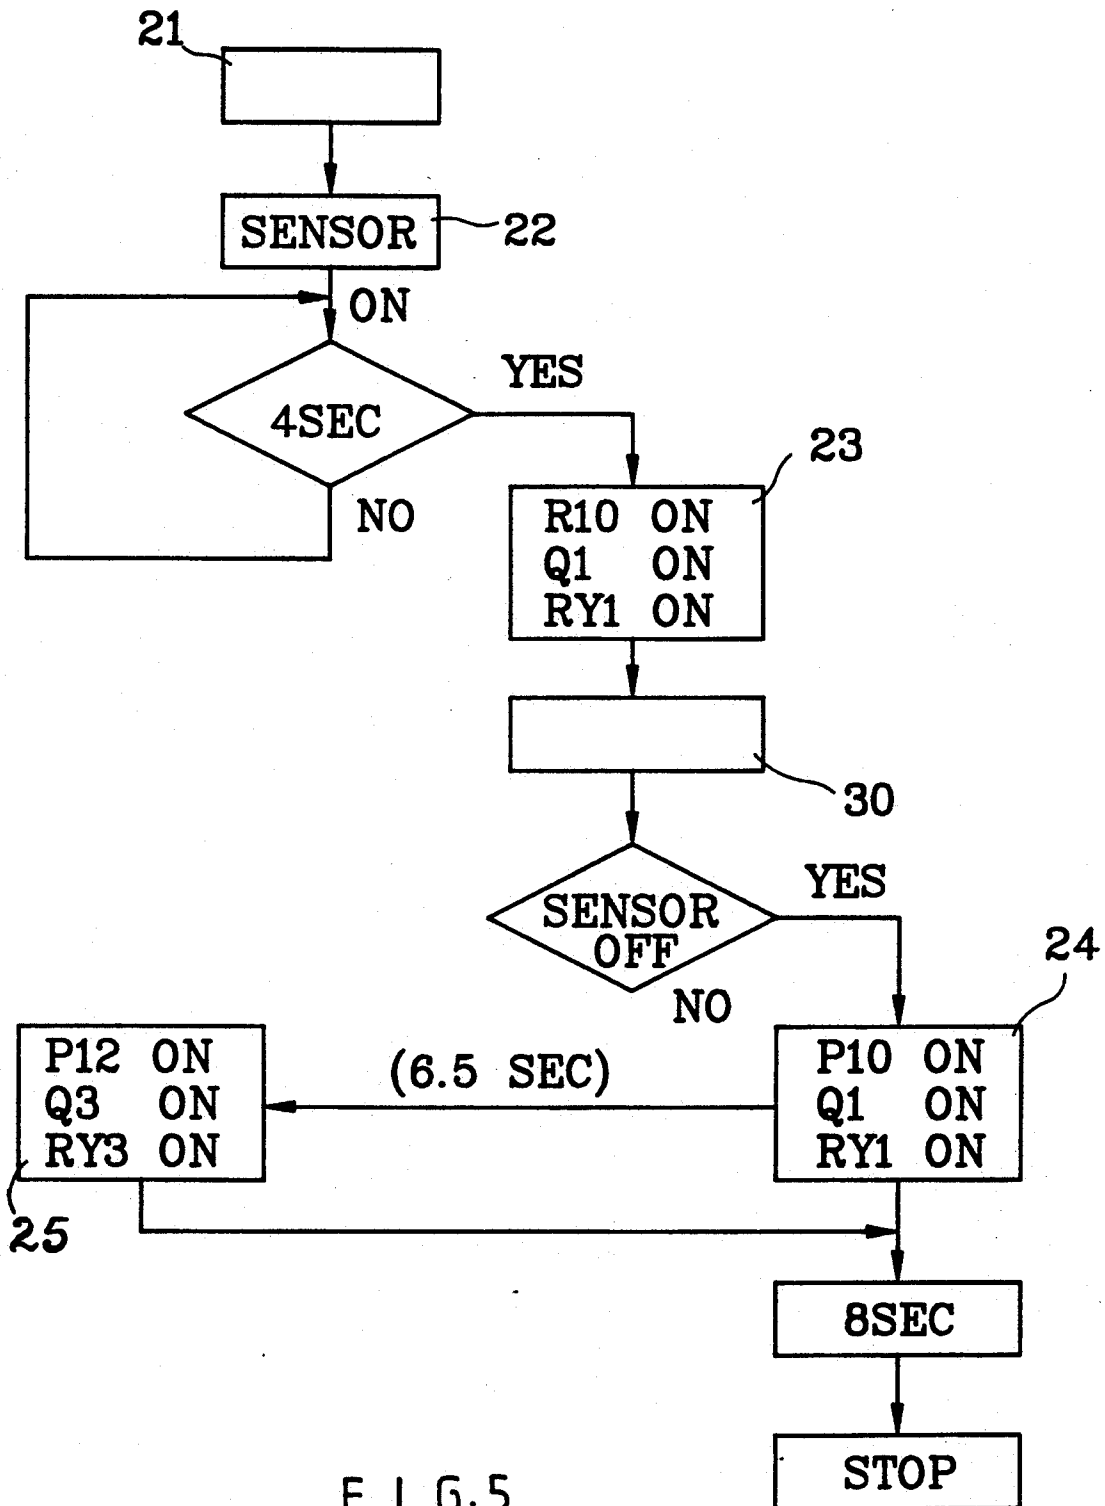 21
SENSOR
22
ON
YES
4SEC
NO
23
R10 ON
Q1 ON
RY1 ON
30
YES
SENSOR
OFF
NO
24
P12 ON
Q3 ON
RY3 ON
(6.5 SEC)
P10 ON
Q1 ON
RY1 ON
25
8SEC
STOP
FIG.5